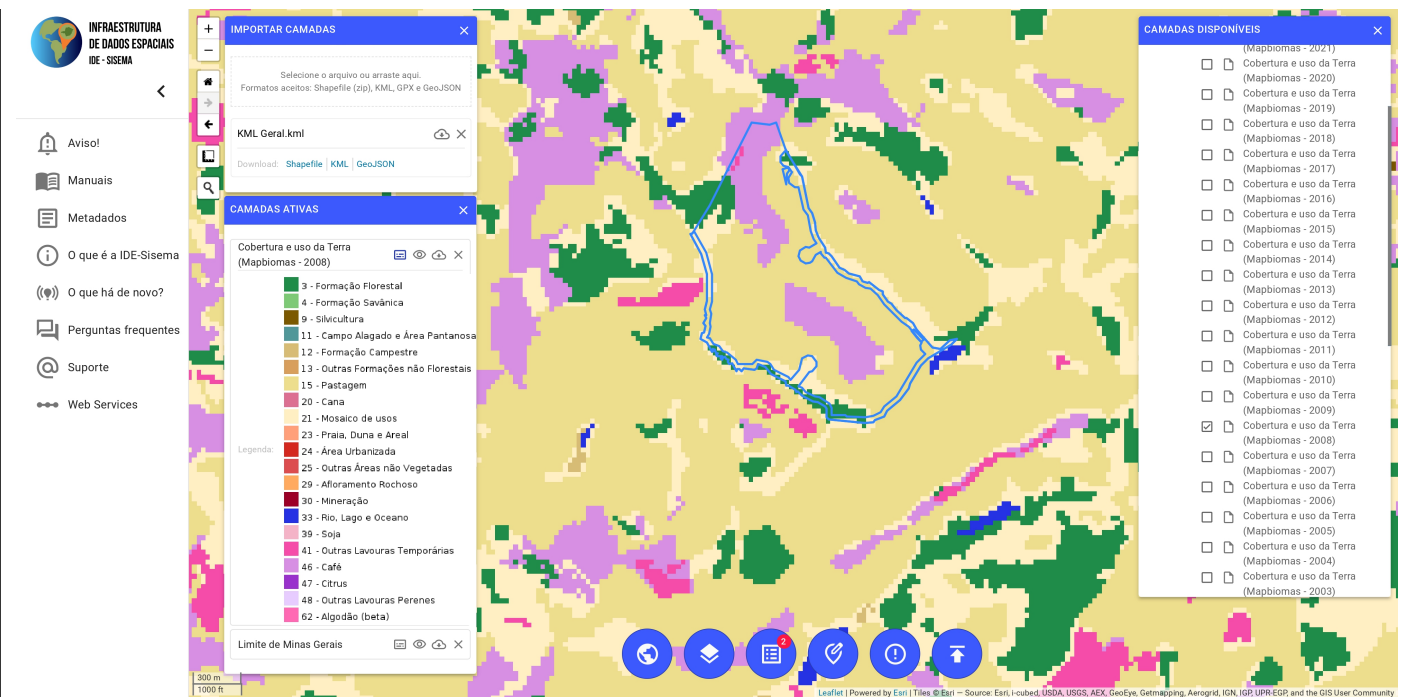 INFRAESTRUTURA
DE DADOS ESPACIAIS
IDE - SISEMA
Aviso!
Manuais
Metadados
O que é a IDE-Sisema
O que há de novo?
Perguntas frequentes
Suporte
Web Services
+
−
IMPORTAR CAMADAS
Selecione o arquivo ou arraste aqui.
Formatos aceitos: Shapefile (zip), KML, GPX e GeoJSON
KML Geral.kml
Download: Shapefile | KML | GeoJSON
CAMADAS ATIVAS
Cobertura e uso da Terra
(Mapbiomas - 2008)
Legenda:
3 - Formação Florestal
4 - Formação Savânica
9 - Silvicultura
11 - Campo Alagado e Área Pantanosa
12 - Formação Campestre
13 - Outras Formações não Florestais
15 - Pastagem
20 - Cana
21 - Mosaico de usos
23 - Praia, Duna e Areal
24 - Área Urbanizada
25 - Outras Áreas não Vegetadas
29 - Afloramento Rochoso
30 - Mineração
33 - Rio, Lago e Oceano
39 - Soja
41 - Outras Lavouras Temporárias
46 - Café
47 - Citrus
48 - Outras Lavouras Perenes
62 - Algodão (beta)
Limite de Minas Gerais
300 m
1000 ft
2
CAMADAS DISPONÍVEIS
(Mapbiomas - 2021)
Cobertura e uso da Terra
(Mapbiomas - 2020)
Cobertura e uso da Terra
(Mapbiomas - 2019)
Cobertura e uso da Terra
(Mapbiomas - 2018)
Cobertura e uso da Terra
(Mapbiomas - 2017)
Cobertura e uso da Terra
(Mapbiomas - 2016)
Cobertura e uso da Terra
(Mapbiomas - 2015)
Cobertura e uso da Terra
(Mapbiomas - 2014)
Cobertura e uso da Terra
(Mapbiomas - 2013)
Cobertura e uso da Terra
(Mapbiomas - 2012)
Cobertura e uso da Terra
(Mapbiomas - 2011)
Cobertura e uso da Terra
(Mapbiomas - 2010)
Cobertura e uso da Terra
(Mapbiomas - 2009)
Cobertura e uso da Terra
(Mapbiomas - 2008)
Cobertura e uso da Terra
(Mapbiomas - 2007)
Cobertura e uso da Terra
(Mapbiomas - 2006)
Cobertura e uso da Terra
(Mapbiomas - 2005)
Cobertura e uso da Terra
(Mapbiomas - 2004)
Cobertura e uso da Terra
(Mapbiomas - 2003)
Leaflet | Powered by Esri | Tiles © Esri — Source: Esri, i-cubed, USDA, USGS, AEX, GeoEye, Getmapping, Aerogrid, IGN, IGP, UPR-EGP, and the GIS User Community